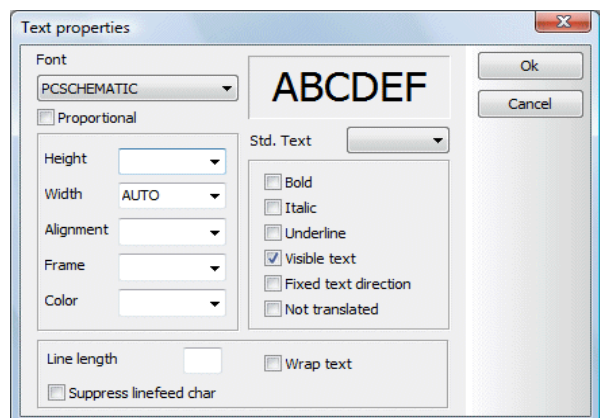 Text properties
Font
PCSCHEMATIC
Proportional
ABCDEF
Ok
Cancel
Std. Text
Height
Width AUTO
Alignment
Frame
Color
Bold
Italic
Underline
Visible text
Fixed text direction
Not translated
Line length
Wrap text
Suppress linefeed char